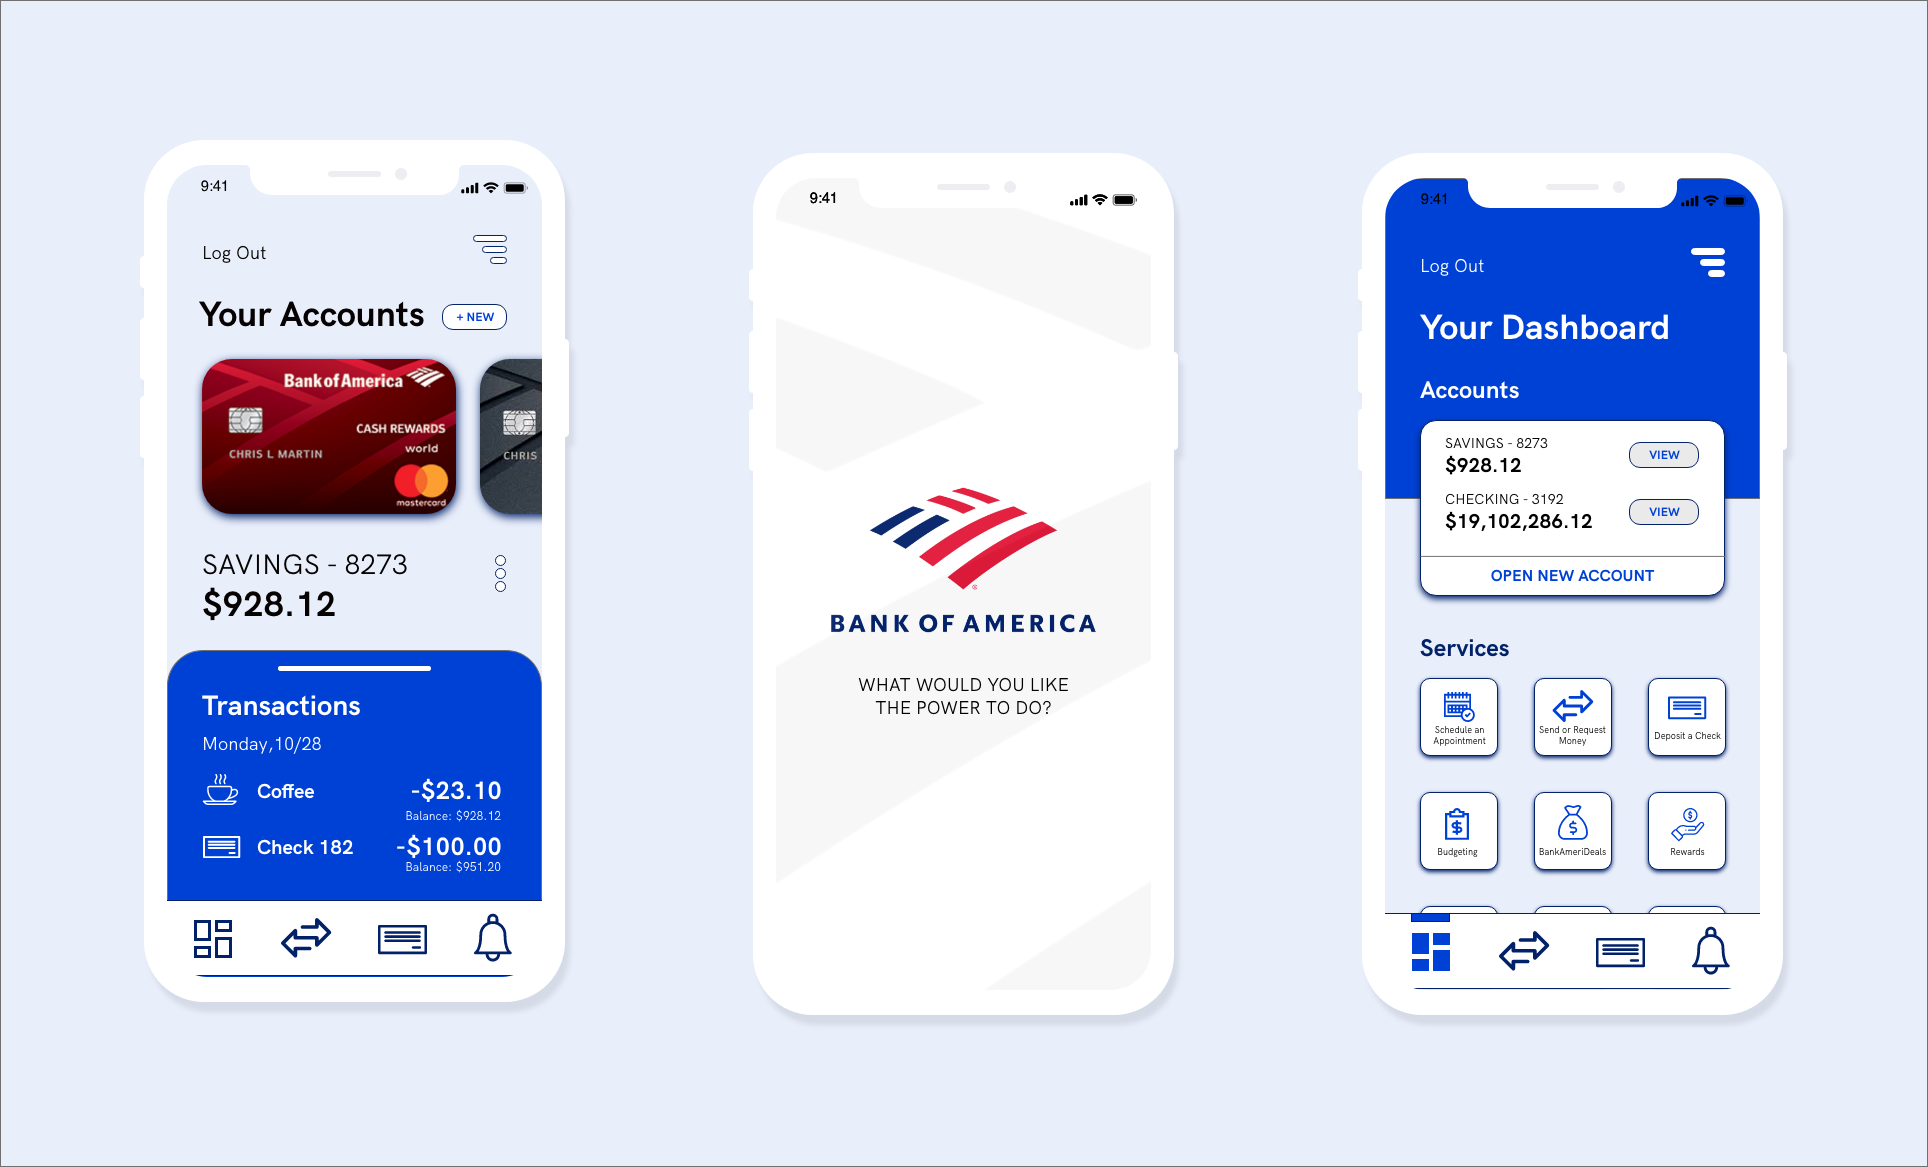 9:41
Log Out
Your Accounts
+ NEW
Bank of America
CASH REWARDS
world
CHRIS L MARTIN
mastercard
CHRIS
SAVINGS - 8273
$928.12
Transactions
Monday,10/28
Coffee
-$23.10
Balance: $928.12
Check 182
-$100.00
Balance: $951.20
9:41
BANK OF AMERICA
WHAT WOULD YOU LIKE
THE POWER TO DO?
9:41
Log Out
Your Dashboard
Accounts
SAVINGS - 8273
$928.12
VIEW
CHECKING - 3192
$19,102,286.12
VIEW
OPEN NEW ACCOUNT
Services
Schedule an
Appointment
Send or Request
Money
Deposit a Check
Budgeting
BankAmeriDeals
Rewards